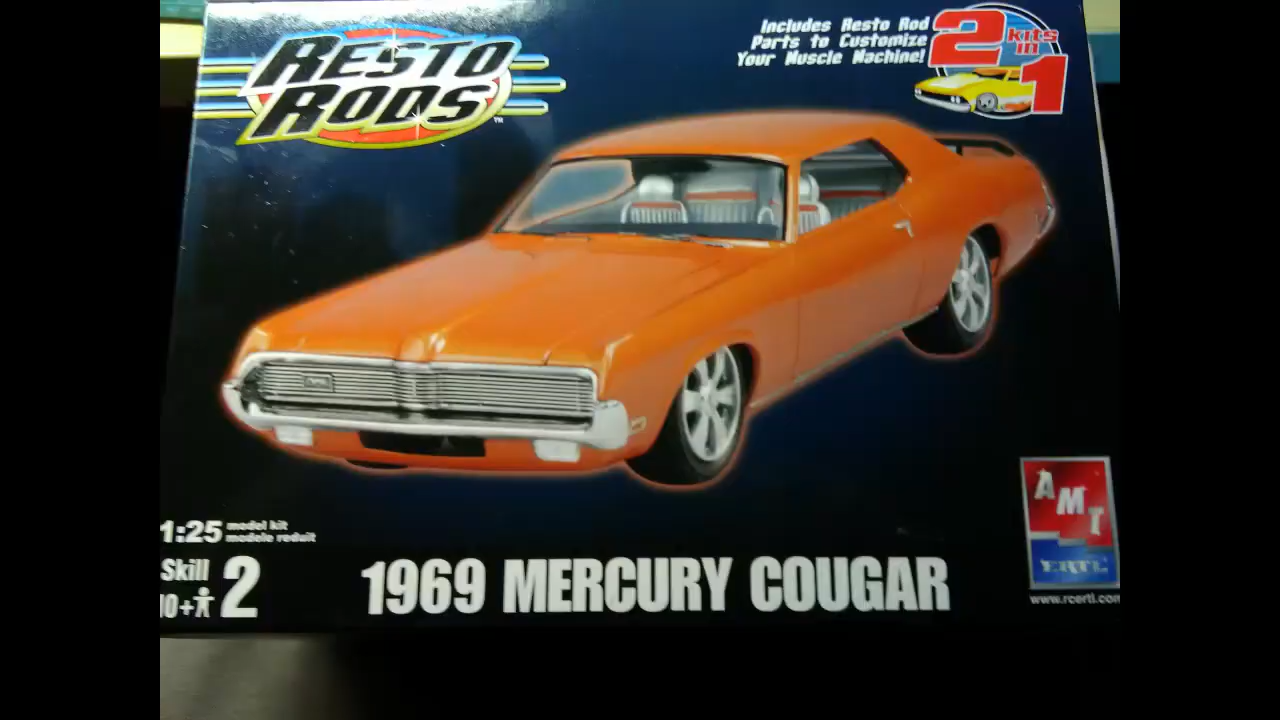 RESTO
RODS™
Includes Resto Rod
Parts to Customize
Your Muscle Machine!
2 kits
in 1
1:25 model kit
modele reduit
Skill 2
10+
1969 MERCURY COUGAR
AMT
ERTL
www.rcertl.com